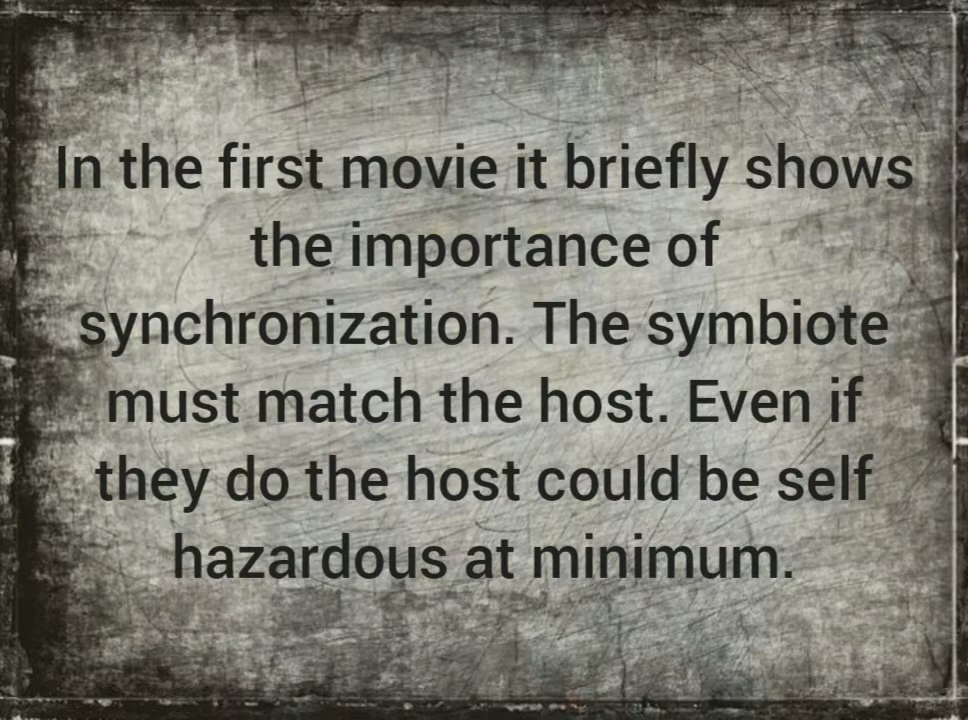 In the first movie it briefly shows
the importance of
synchronization. The symbiote
must match the host. Even if
they do the host could be self
hazardous at minimum.